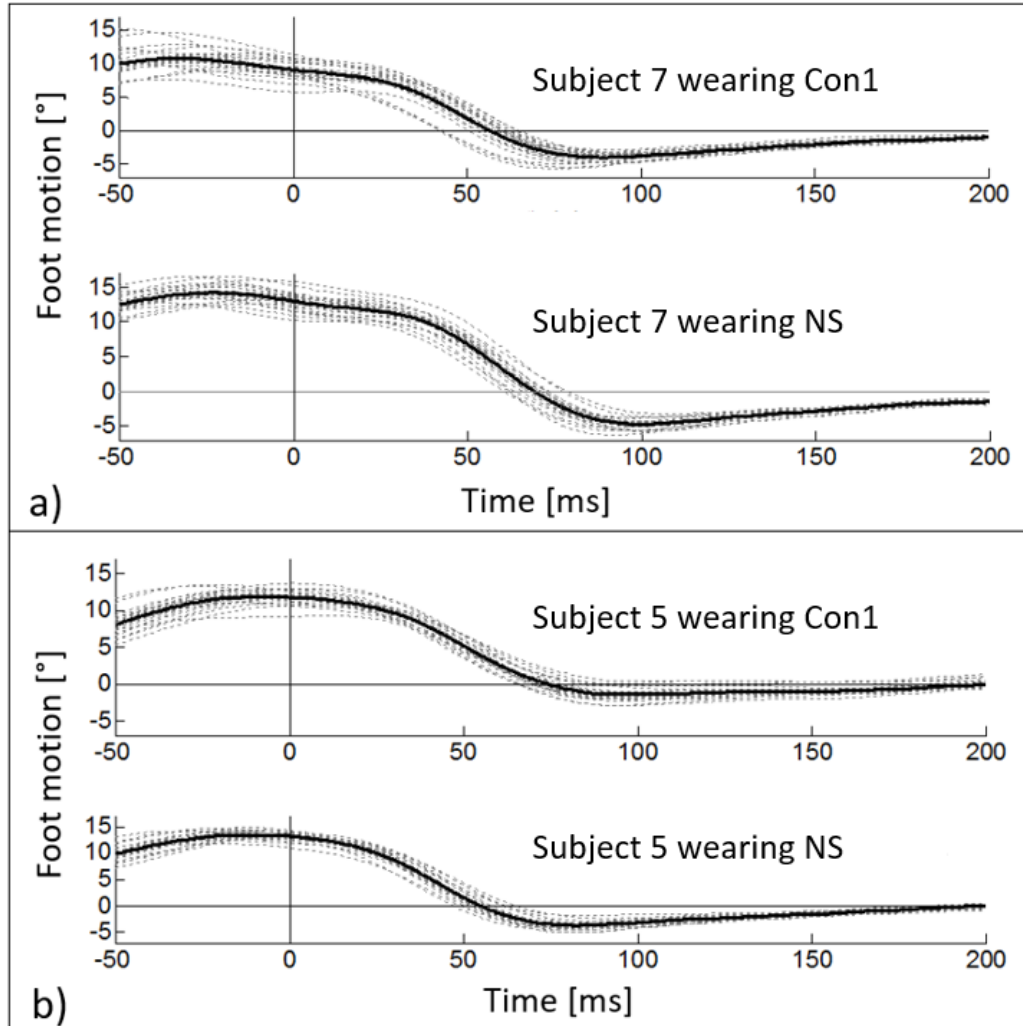 Foot motion [°]
15
10
5
0
-5
-50 0 50 100 150 200
Subject 7 wearing Con1
15
10
5
0
-5
-50 0 50 100 150 200
Subject 7 wearing NS
Time [ms]
a)
Foot motion [°]
15
10
5
0
-5
-50 0 50 100 150 200
Subject 5 wearing Con1
15
10
5
0
-5
-50 0 50 100 150 200
Subject 5 wearing NS
Time [ms]
b)